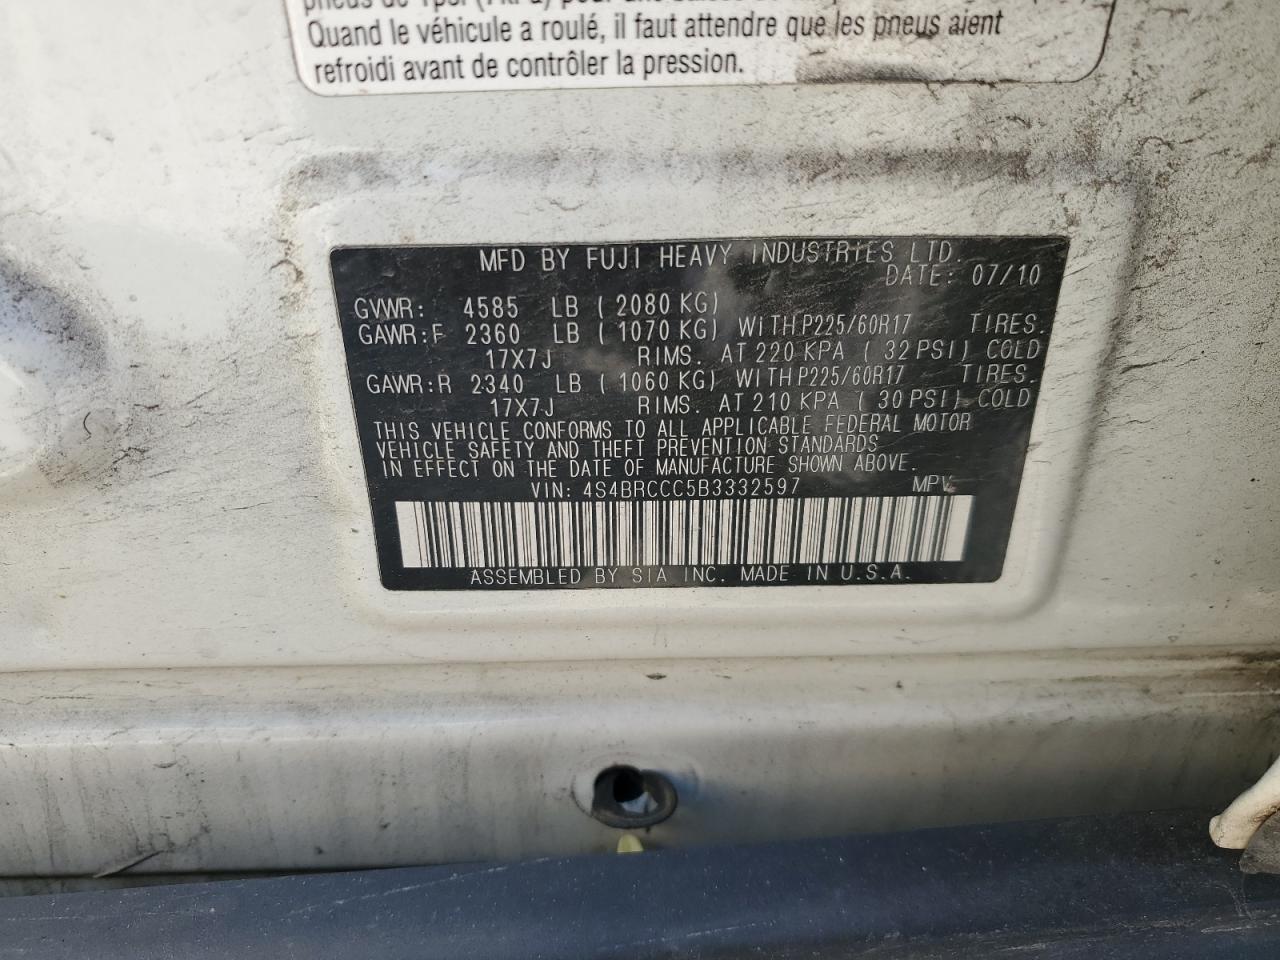 pneus de 1psi
Quand le véhicule a roulé, il faut attendre que les pneus aient
refroidi avant de contrôler la pression.
MFD BY FUJI HEAVY INDUSTRIES LTD.
DATE: 07/10
GVWR: 4585 LB ( 2080 KG)
GAWR:F 2360 LB ( 1070 KG) WITH P225/60R17 TIRES.
17X7J RIMS. AT 220 KPA ( 32 PSI) COLD
GAWR:R 2340 LB ( 1060 KG) WITH P225/60R17 TIRES.
17X7J RIMS. AT 210 KPA ( 30 PSI) COLD
THIS VEHICLE CONFORMS TO ALL APPLICABLE FEDERAL MOTOR
VEHICLE SAFETY AND THEFT PREVENTION STANDARDS
IN EFFECT ON THE DATE OF MANUFACTURE SHOWN ABOVE.
VIN: 4S4BRCCC5B3332597 MPV
ASSEMBLED BY SIA INC. MADE IN U.S.A.